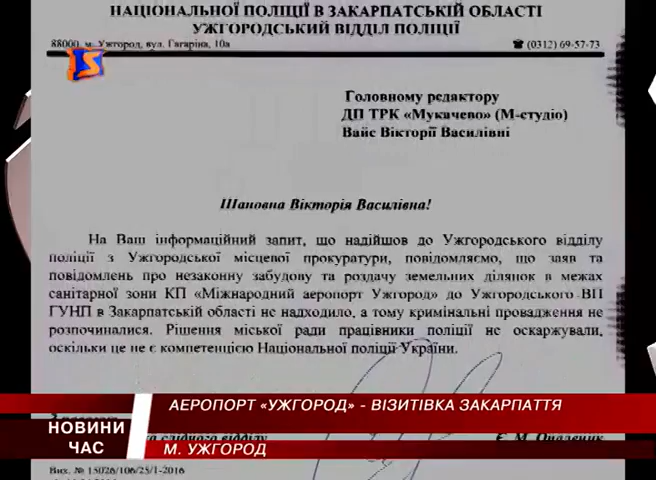 НАЦІОНАЛЬНОЇ ПОЛІЦІЇ В ЗАКАРПАТСЬКІЙ ОБЛАСТІ
УЖГОРОДСЬКИЙ ВІДДІЛ ПОЛІЦІЇ
88000, м. Ужгород, вул. Гагаріна, 10а ☎ (0312) 69-57-73
Головному редактору
ДП ТРК «Мукачево» (М-студіо)
Вайс Вікторії Василівні
Шановна Вікторія Василівна!
На Ваш інформаційний запит, що надійшов до Ужгородського відділу
поліції з Ужгородської місцевої прокуратури, повідомляємо, що заяв та
повідомлень про незаконну забудову та роздачу земельних ділянок в межах
санітарної зони КП «Міжнародний аеропорт Ужгород» до Ужгородського ВП
ГУНП в Закарпатській області не надходило, а тому кримінальні провадження не
розпочиналися. Рішення міської ради працівники поліції не оскаржували,
оскільки це не є компетенцією Національної поліції України.
АЕРОПОРТ «УЖГОРОД» - ВІЗИТІВКА ЗАКАРПАТТЯ
НОВИНИ
ЧАС
слідчого відділу
М. УЖГОРОД
Вих. № 15026/106/25/1-2016